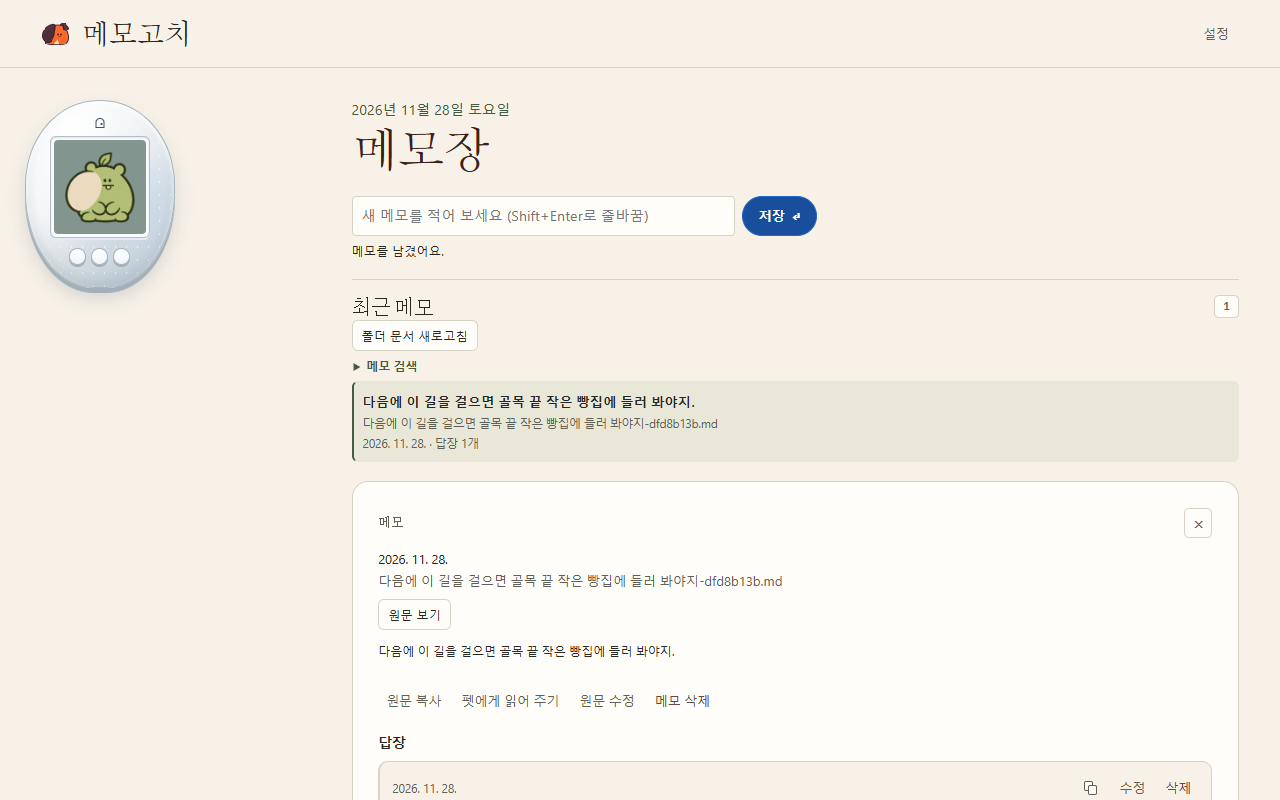 메모고치
설정
2026년 11월 28일 토요일
메모장
새 메모를 적어 보세요 (Shift+Enter로 줄바꿈)
저장
메모를 남겼어요.
최근 메모
1
폴더 문서 새로고침
메모 검색
다음에 이 길을 걸으면 골목 끝 작은 빵집에 들러 봐야지.
다음에 이 길을 걸으면 골목 끝 작은 빵집에 들러 봐야지-dfd8b13b.md
2026. 11. 28. · 답장 1개
메모
2026. 11. 28.
다음에 이 길을 걸으면 골목 끝 작은 빵집에 들러 봐야지-dfd8b13b.md
원문 보기
다음에 이 길을 걸으면 골목 끝 작은 빵집에 들러 봐야지.
원문 복사 펫에게 읽어 주기 원문 수정 메모 삭제
답장
2026. 11. 28. 수정 삭제